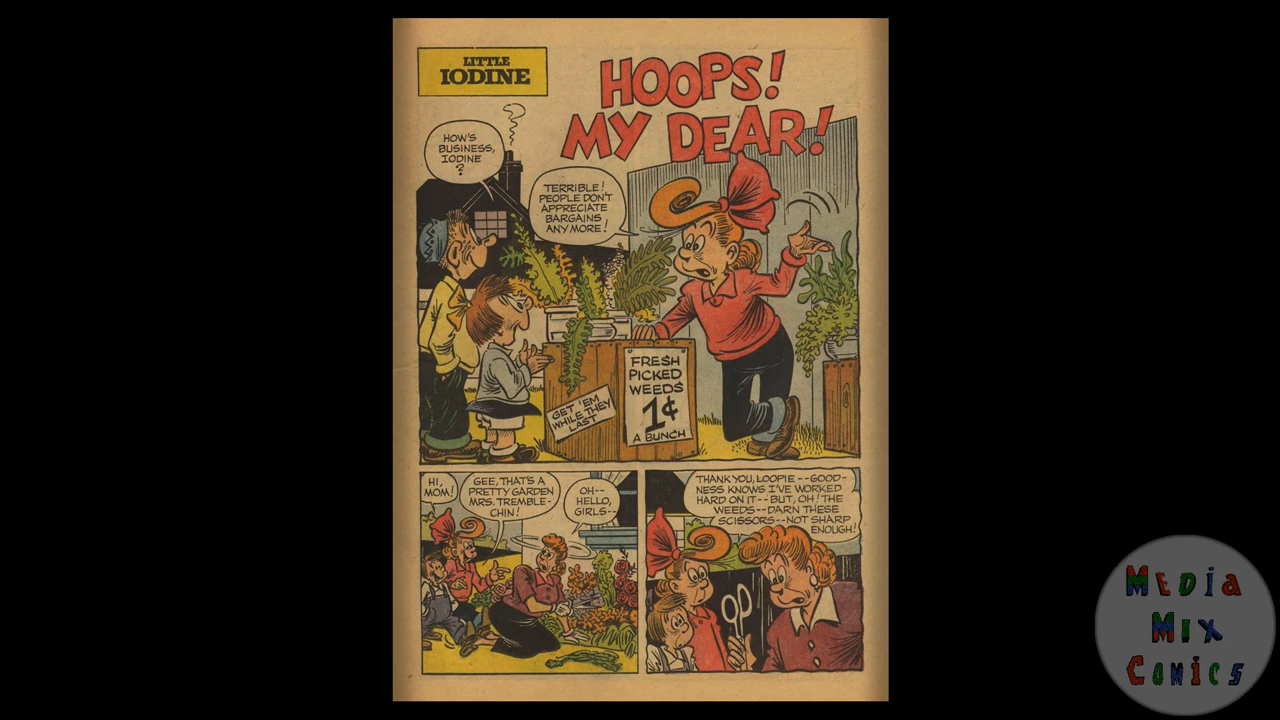 LITTLE
IODINE
HOOPS!
MY DEAR!
HOW'S
BUSINESS,
IODINE
?
TERRIBLE!
PEOPLE DON'T
APPRECIATE
BARGAINS
ANY MORE!
FRESH
PICKED
WEEDS
1¢
A BUNCH
GET 'EM
WHILE THEY
LAST
HI,
MOM!
GEE, THAT'S A
PRETTY GARDEN
MRS. TREMBLE-
CHIN!
OH--
HELLO,
GIRLS--
THANK YOU, LOOPIE--GOOD-
NESS KNOWS I'VE WORKED
HARD ON IT--BUT, OH! THE
WEEDS--DARN THESE
SCISSORS--NOT SHARP
ENOUGH!
MEDIA
MIX
COMICS